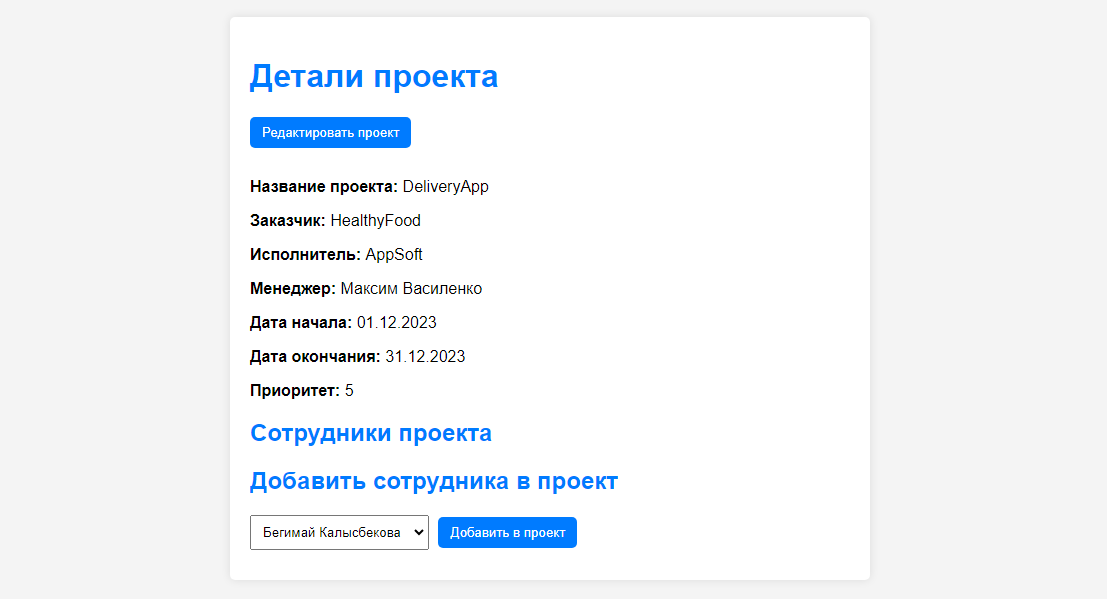 Детали проекта
Редактировать проект
Название проекта: DeliveryApp
Заказчик: HealthyFood
Исполнитель: AppSoft
Менеджер: Максим Василенко
Дата начала: 01.12.2023
Дата окончания: 31.12.2023
Приоритет: 5
Сотрудники проекта
Добавить сотрудника в проект
Бегимай Калысбекова Добавить в проект